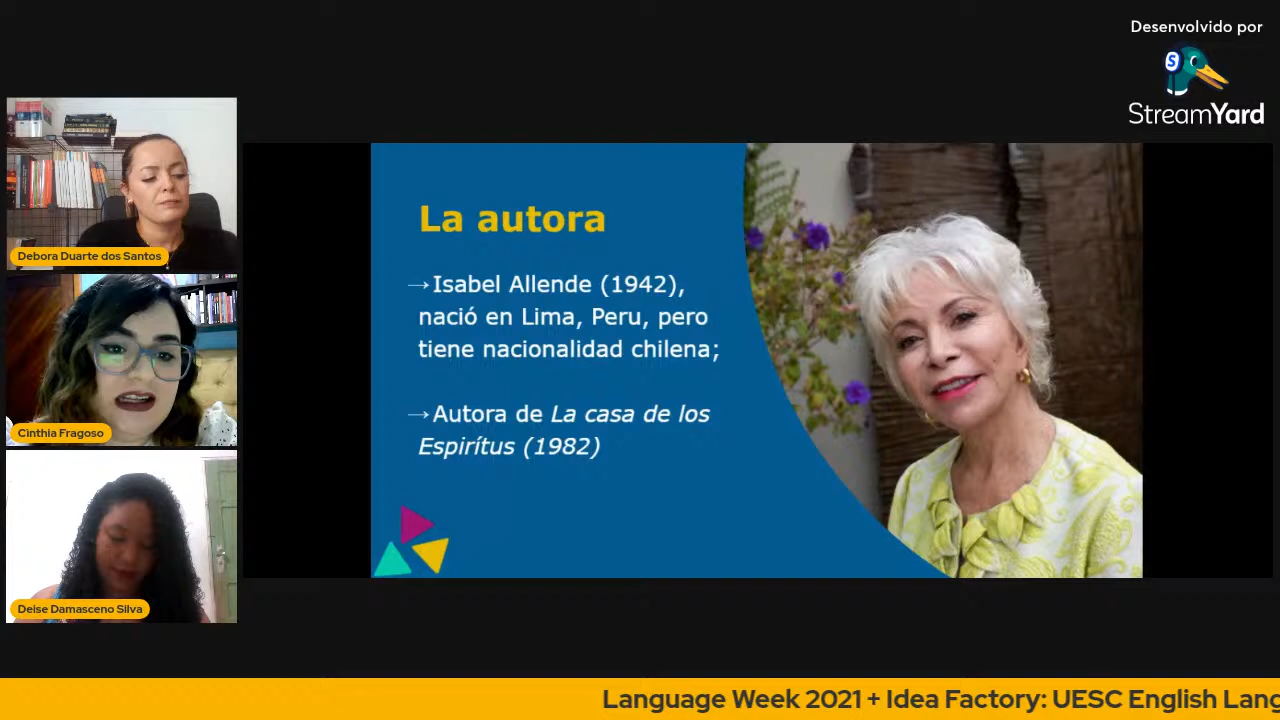 Desenvolvido por
S
StreamYard
Debora Duarte dos Santos
Cinthia Fragoso
Deise Damasceno Silva
La autora
→Isabel Allende (1942),
nació en Lima, Peru, pero
tiene nacionalidad chilena;
→Autora de La casa de los
Espirítus (1982)
Language Week 2021 + Idea Factory: UESC English Lang